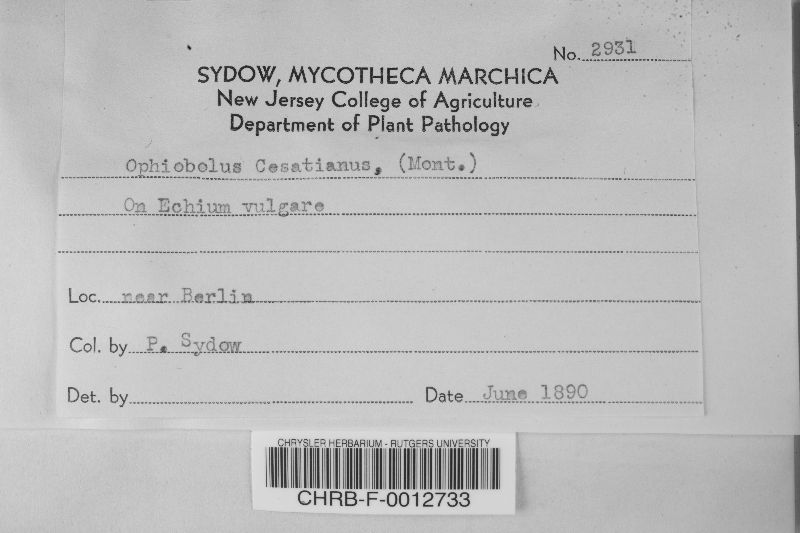 No. 2931
SYDOW, MYCOTHECA MARCHICA
New Jersey College of Agriculture
Department of Plant Pathology
Ophiobolus Cesatianus, (Mont.)
On Echium vulgare
Loc. near Berlin
Col. by P. Sydow
Det. by Date June 1890
CHRYSLER HERBARIUM - RUTGERS UNIVERSITY
CHRB-F-0012733